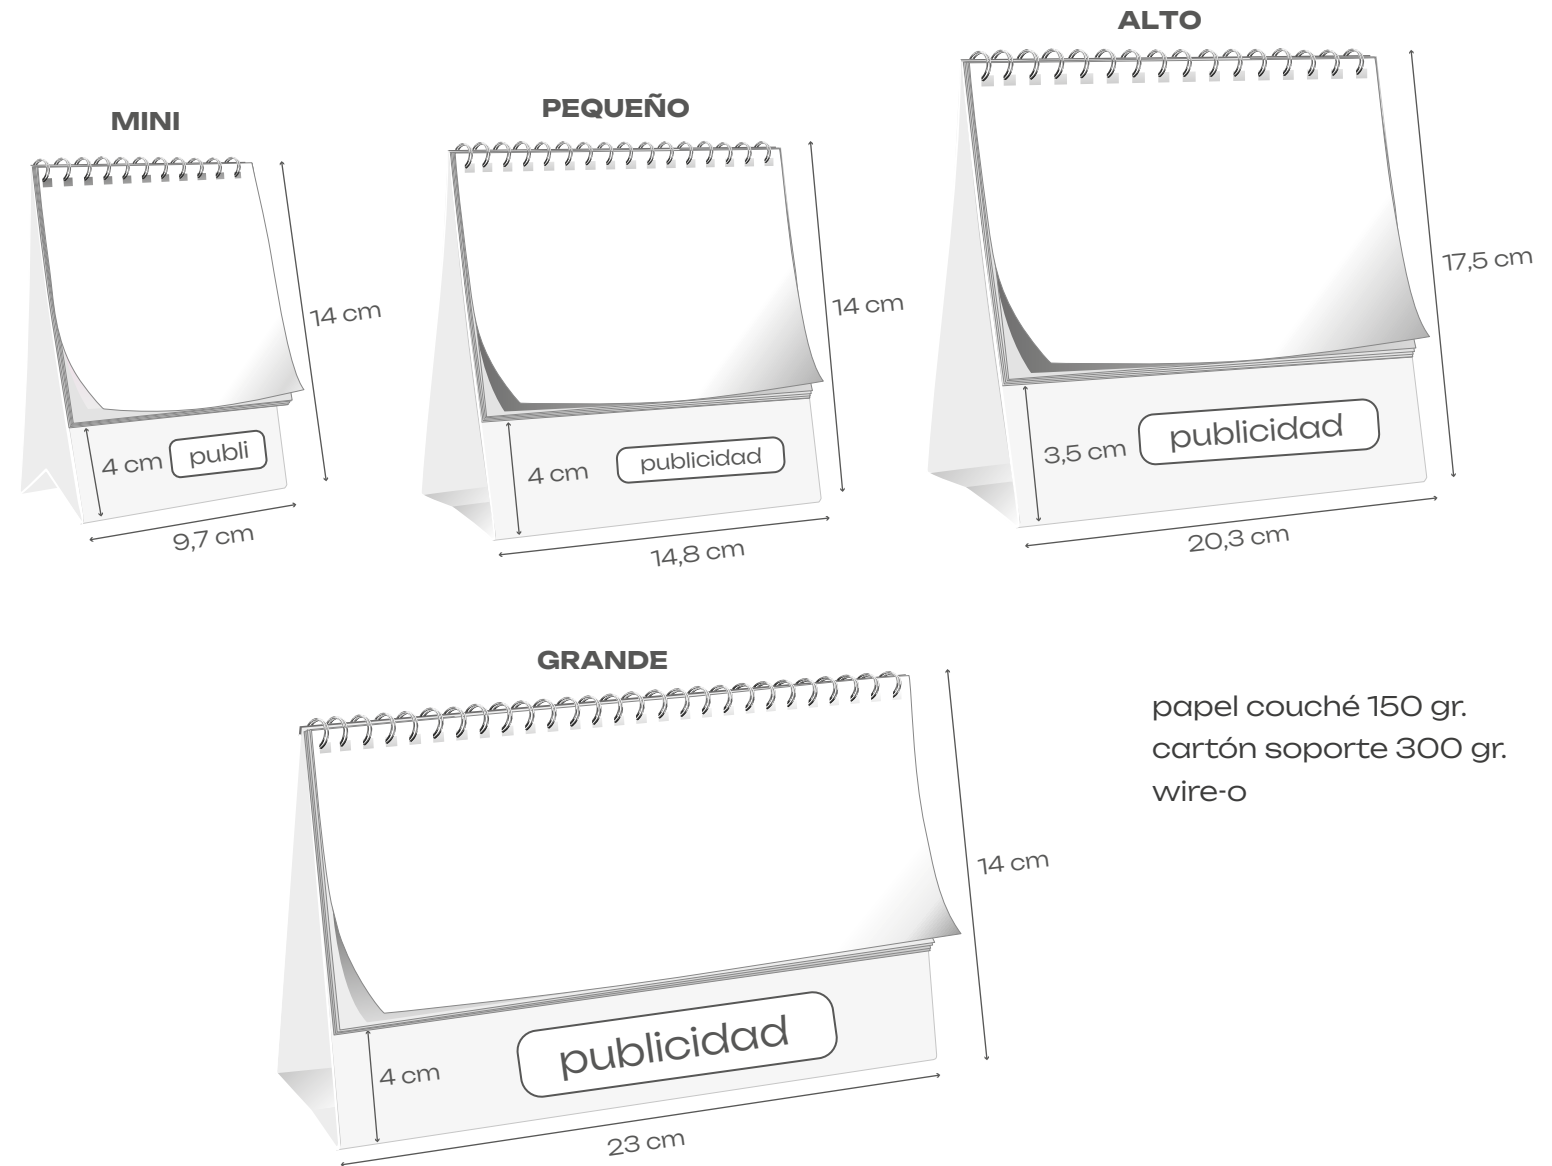 ALTO
PEQUEÑO
MINI
17,5 cm
14 cm
14 cm
publicidad
3,5 cm
publi
4 cm
publicidad
4 cm
9,7 cm
14,8 cm
20,3 cm
GRANDE
papel couché 150 gr.
cartón soporte 300 gr.
wire-o
14 cm
publicidad
4 cm
23 cm